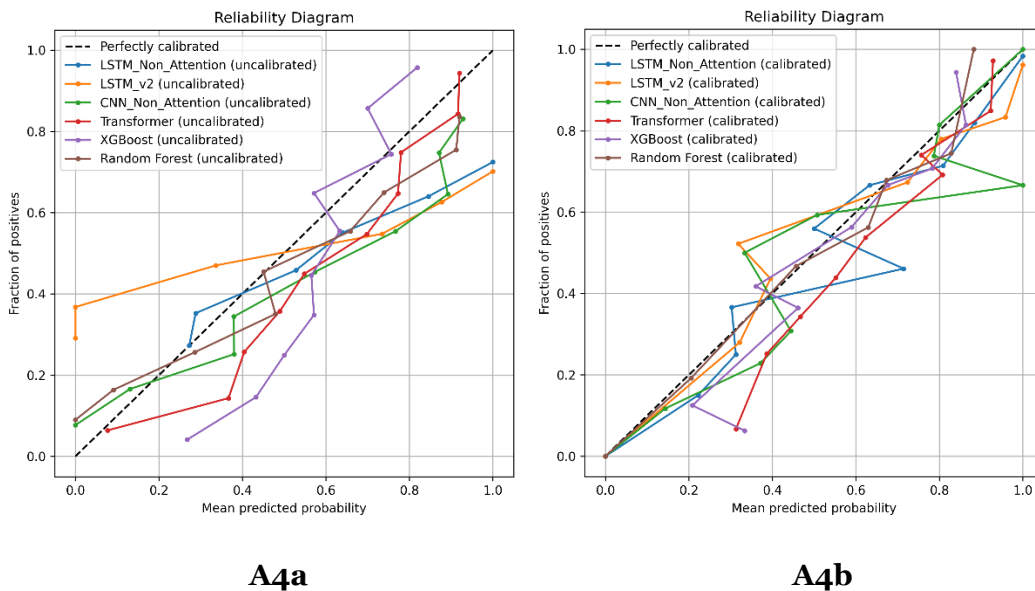 Reliability Diagram
1.0
0.8
0.6
0.4
0.2
0.0
Fraction of positives
Perfectly calibrated
LSTM_Non_Attention (uncalibrated)
LSTM_v2 (uncalibrated)
CNN_Non_Attention (uncalibrated)
Transformer (uncalibrated)
XGBoost (uncalibrated)
Random Forest (uncalibrated)
0.0 0.2 0.4 0.6 0.8 1.0
Mean predicted probability
A4a
Reliability Diagram
1.0
0.8
0.6
0.4
0.2
0.0
Fraction of positives
Perfectly calibrated
LSTM_Non_Attention (calibrated)
LSTM_v2 (calibrated)
CNN_Non_Attention (calibrated)
Transformer (calibrated)
XGBoost (calibrated)
Random Forest (calibrated)
0.0 0.2 0.4 0.6 0.8 1.0
Mean predicted probability
A4b